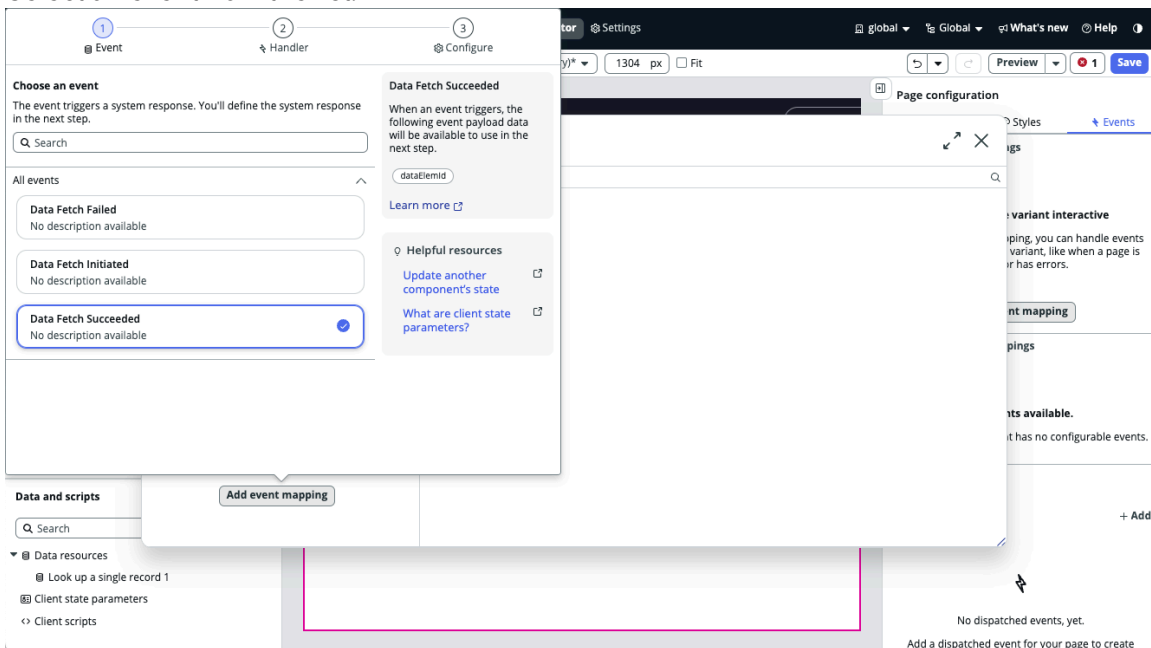 1
2
3
Event
Handler
Configure
tor
Settings
global
Global
What's new
Help
1304 px
Fit
Preview
1
Save
Choose an event
The event triggers a system response. You'll define the system response
in the next step.
Search
All events
Data Fetch Failed
No description available
Data Fetch Initiated
No description available
Data Fetch Succeeded
No description available
Data Fetch Succeeded
When an event triggers, the
following event payload data
will be available to use in the
next step.
dataElemId
Learn more
Helpful resources
Update another
component's state
What are client state
parameters?
Page configuration
Styles
Events
ngs
variant interactive
pping, you can handle events
variant, like when a page is
or has errors.
nt mapping
pings
nts available.
t has no configurable events.
+ Add
No dispatched events, yet.
Add a dispatched event for your page to create
Add event mapping
Data and scripts
Search
Data resources
Look up a single record 1
Client state parameters
Client scripts